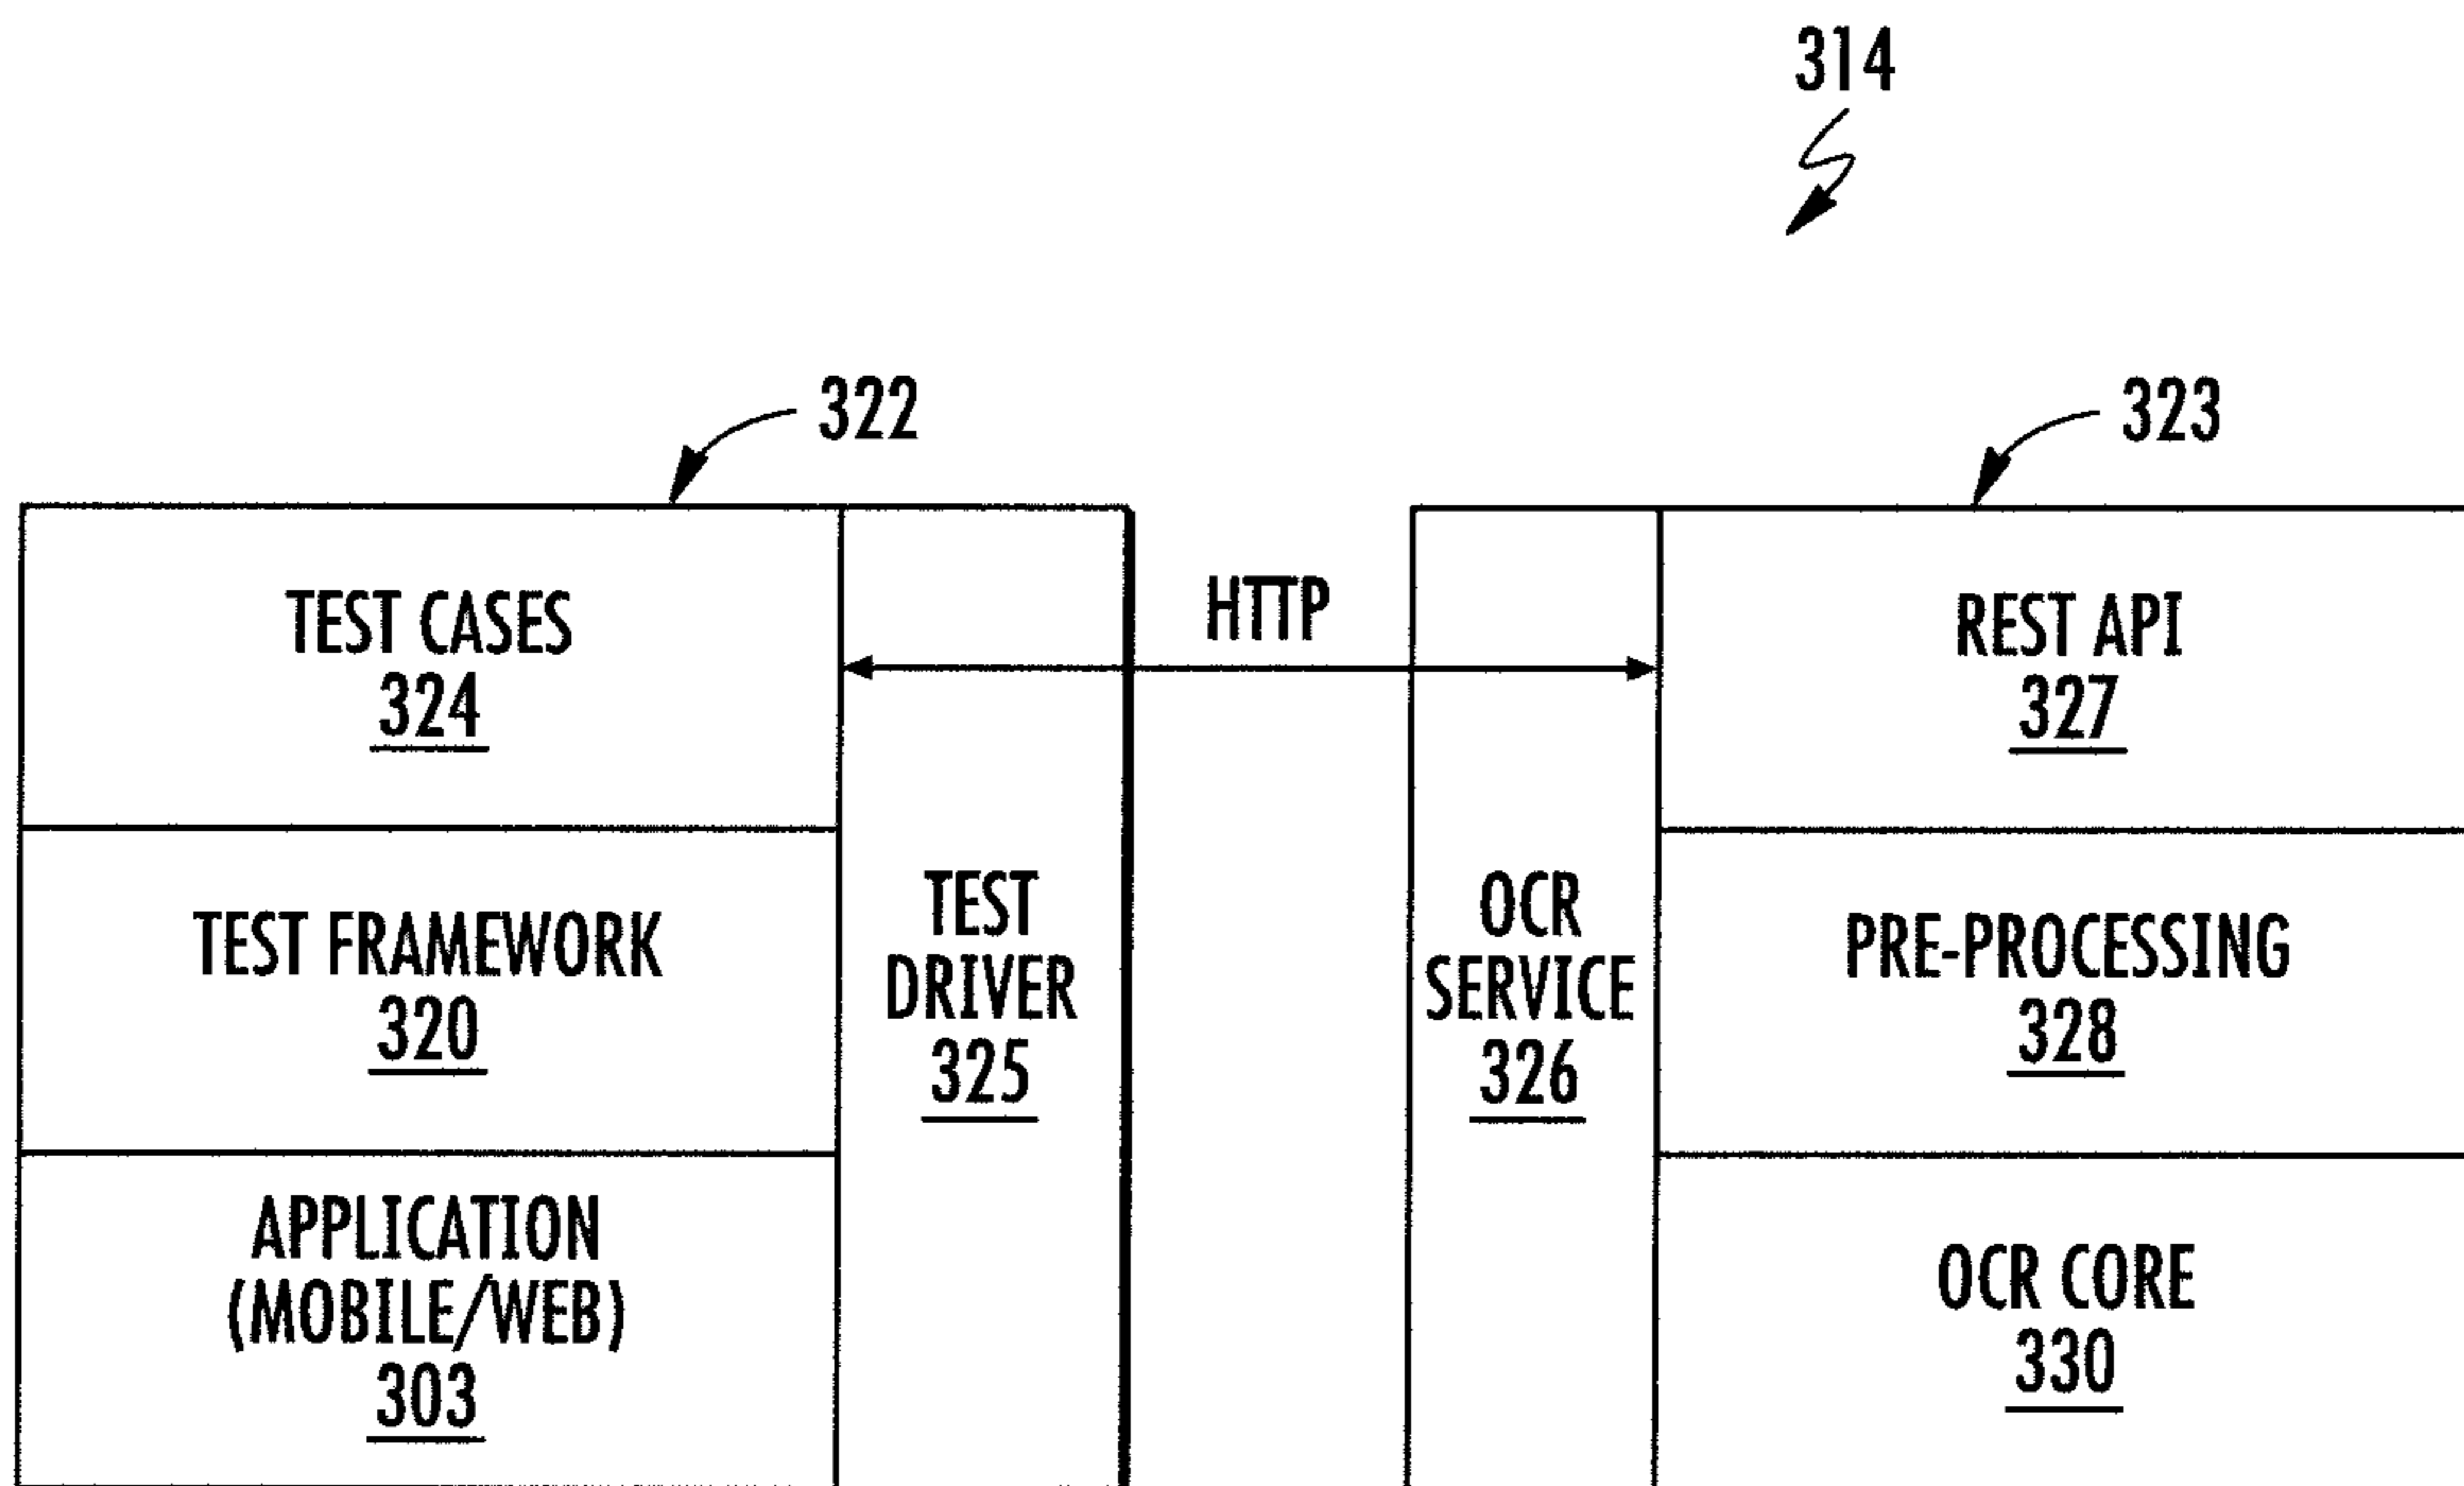 314
322
323
TEST CASES
324
HTTP
REST API
327
TEST FRAMEWORK
320
TEST
DRIVER
325
OCR
SERVICE
326
PRE-PROCESSING
328
APPLICATION
(MOBILE/WEB)
303
OCR CORE
330